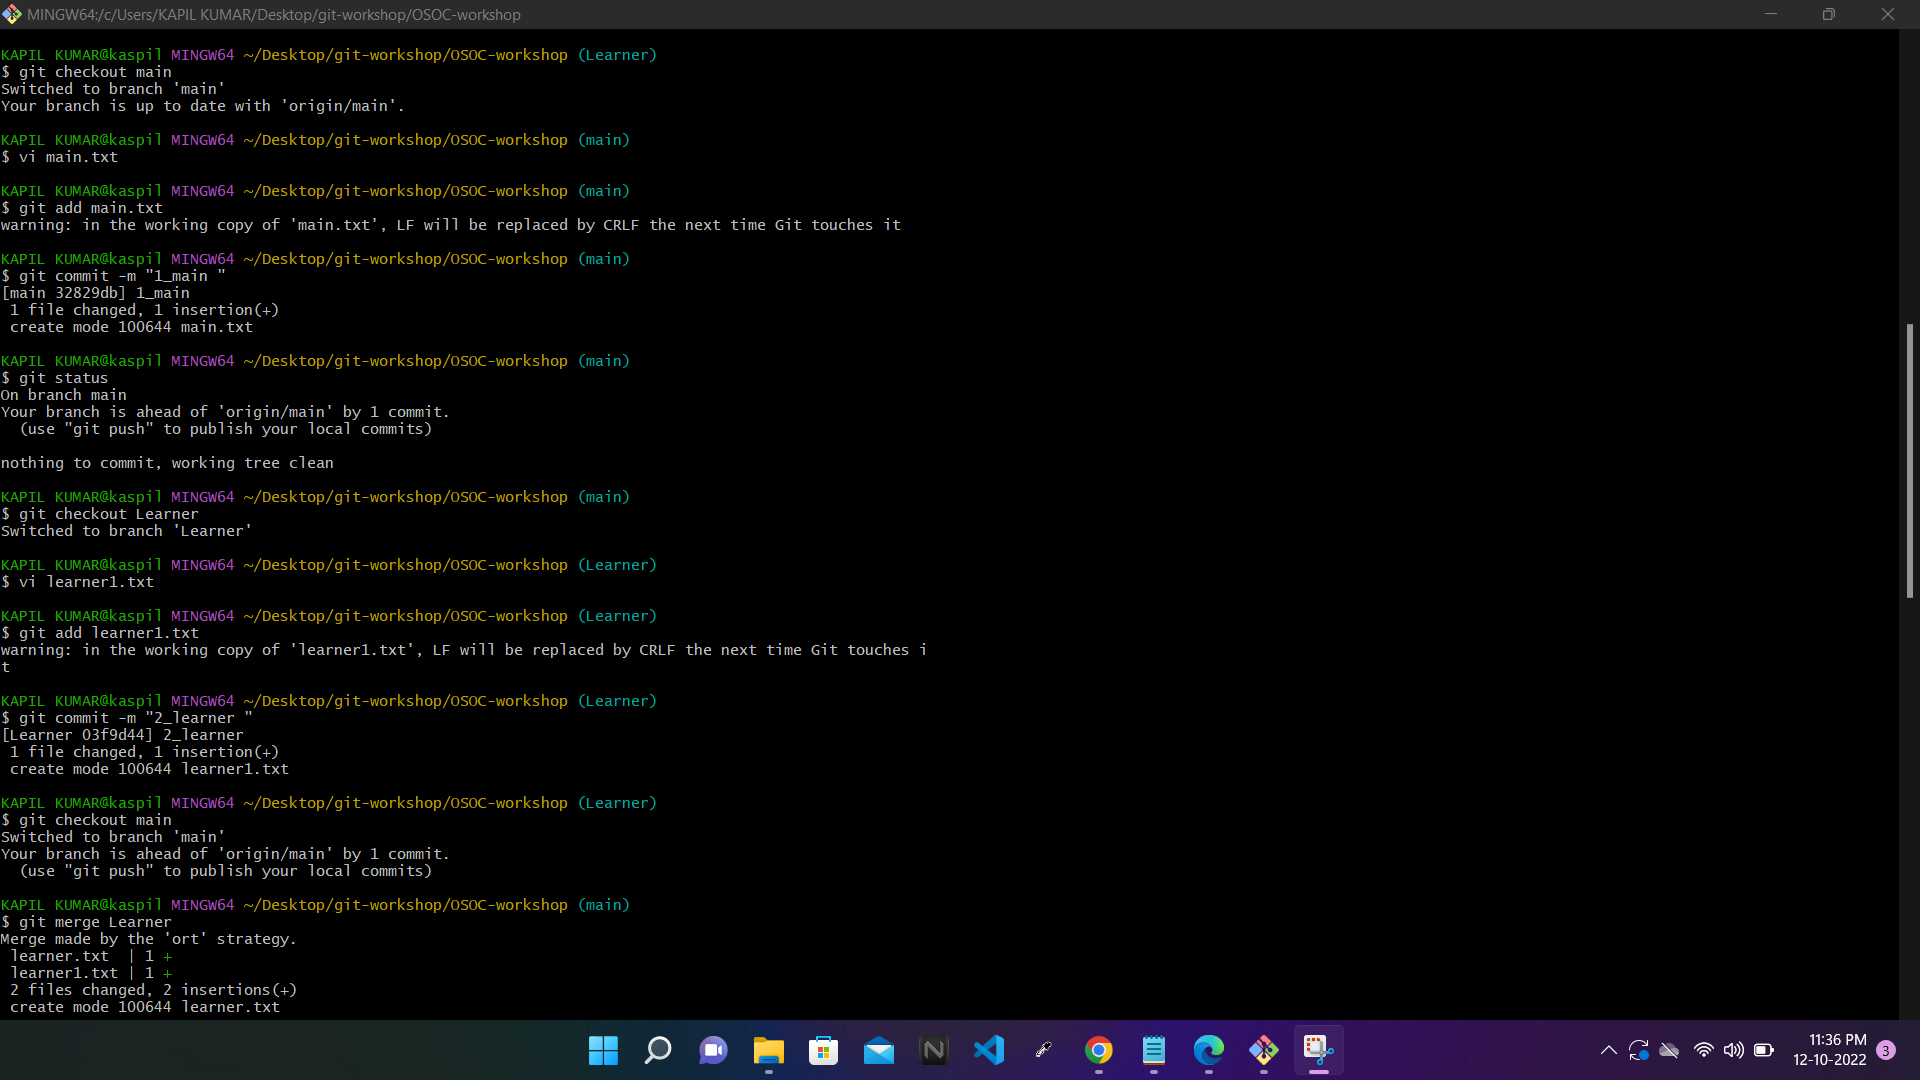 MINGW64:/c/Users/KAPIL KUMAR/Desktop/git-workshop/OSOC-workshop
KAPIL KUMAR@kaspil MINGW64 ~/Desktop/git-workshop/OSOC-workshop (Learner)
$ git checkout main
Switched to branch 'main'
Your branch is up to date with 'origin/main'.
KAPIL KUMAR@kaspil MINGW64 ~/Desktop/git-workshop/OSOC-workshop (main)
$ vi main.txt
KAPIL KUMAR@kaspil MINGW64 ~/Desktop/git-workshop/OSOC-workshop (main)
$ git add main.txt
warning: in the working copy of 'main.txt', LF will be replaced by CRLF the next time Git touches it
KAPIL KUMAR@kaspil MINGW64 ~/Desktop/git-workshop/OSOC-workshop (main)
$ git commit -m "1_main "
[main 32829db] 1_main
 1 file changed, 1 insertion(+)
 create mode 100644 main.txt
KAPIL KUMAR@kaspil MINGW64 ~/Desktop/git-workshop/OSOC-workshop (main)
$ git status
On branch main
Your branch is ahead of 'origin/main' by 1 commit.
  (use "git push" to publish your local commits)
nothing to commit, working tree clean
KAPIL KUMAR@kaspil MINGW64 ~/Desktop/git-workshop/OSOC-workshop (main)
$ git checkout Learner
Switched to branch 'Learner'
KAPIL KUMAR@kaspil MINGW64 ~/Desktop/git-workshop/OSOC-workshop (Learner)
$ vi learner1.txt
KAPIL KUMAR@kaspil MINGW64 ~/Desktop/git-workshop/OSOC-workshop (Learner)
$ git add learner1.txt
warning: in the working copy of 'learner1.txt', LF will be replaced by CRLF the next time Git touches i
t
KAPIL KUMAR@kaspil MINGW64 ~/Desktop/git-workshop/OSOC-workshop (Learner)
$ git commit -m "2_learner "
[Learner 03f9d44] 2_learner
 1 file changed, 1 insertion(+)
 create mode 100644 learner1.txt
KAPIL KUMAR@kaspil MINGW64 ~/Desktop/git-workshop/OSOC-workshop (Learner)
$ git checkout main
Switched to branch 'main'
Your branch is ahead of 'origin/main' by 1 commit.
  (use "git push" to publish your local commits)
KAPIL KUMAR@kaspil MINGW64 ~/Desktop/git-workshop/OSOC-workshop (main)
$ git merge Learner
Merge made by the 'ort' strategy.
 learner.txt  | 1 +
 learner1.txt | 1 +
 2 files changed, 2 insertions(+)
 create mode 100644 learner.txt
11:36 PM
12-10-2022
3